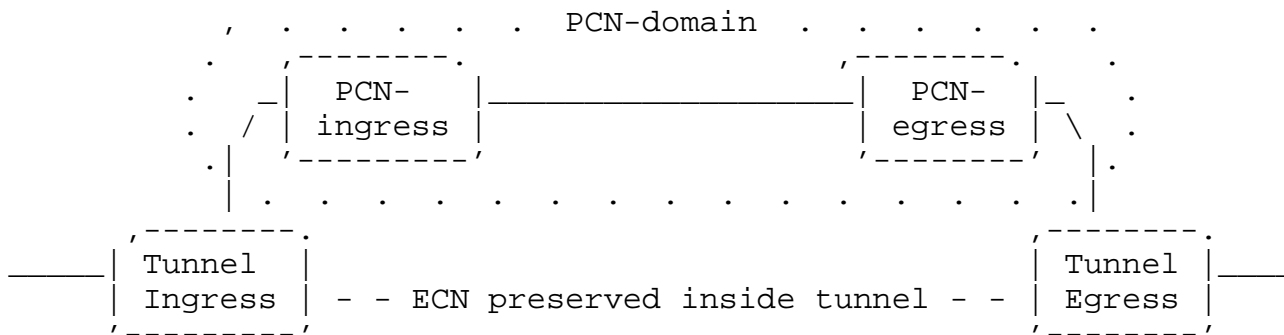 PCN-domain
PCN- PCN-
ingress egress
Tunnel Tunnel
Ingress - - ECN preserved inside tunnel - - Egress